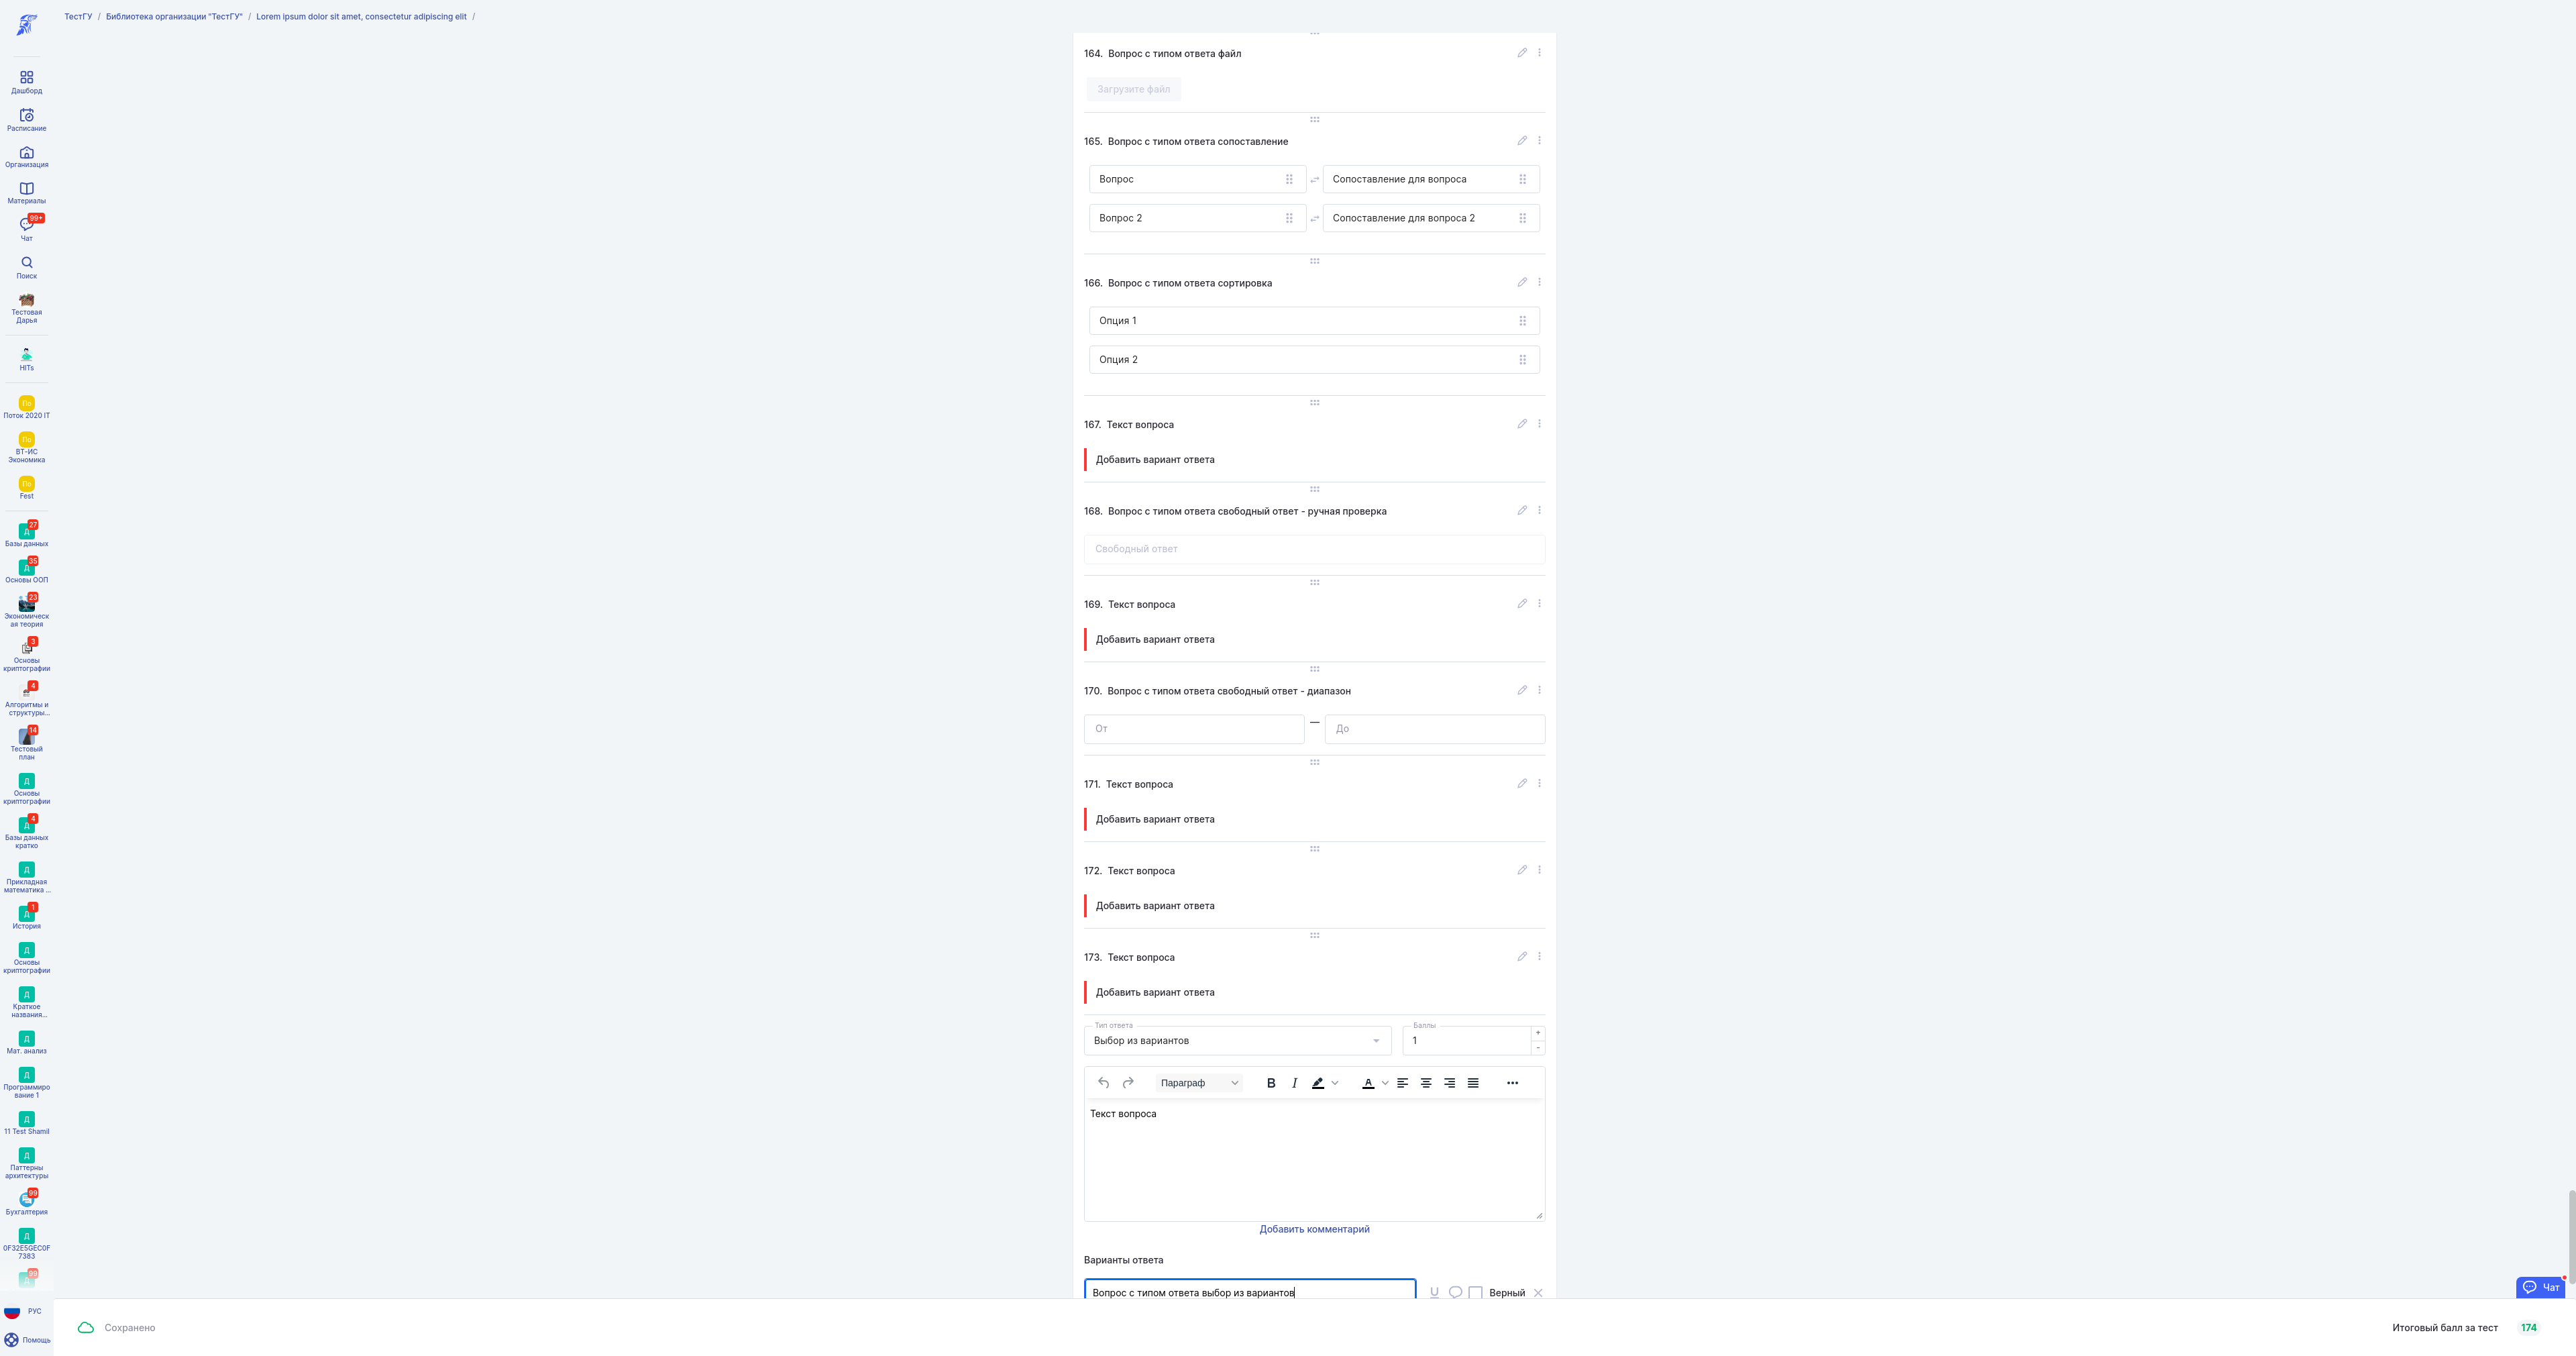 ТестГУ / Библиотека организации "ТестГУ" / Lorem ipsum dolor sit amet, consectetur adipiscing elit /
Дашборд
Расписание
Организация
Материалы
99+
Чат
Поиск
Тестовая
Дарья
HITs
По
Поток 2020 IT
По
ВТ-ИС
Экономика
По
Fest
27
Д
Базы данных
35
Д
Основы ООП
23
Экономическ
ая теория
3
Основы
криптографии
4
Алгоритмы и
структуры...
14
Тестовый
план
Д
Основы
криптографии
4
Д
Базы данных
кратко
Д
Прикладная
математика ...
1
Д
История
Д
Основы
криптографии
Д
Краткое
названия...
Д
Мат. анализ
Д
Программиро
вание 1
Д
11 Test Shamil
Д
Паттерны
архитектуры
99
Бухгалтерия
Д
0F32E5GEC0F
7383
99
Д
РУС
Помощь
164. Вопрос с типом ответа файл
Загрузите файл
165. Вопрос с типом ответа сопоставление
Вопрос Сопоставление для вопроса
Вопрос 2 Сопоставление для вопроса 2
166. Вопрос с типом ответа сортировка
Опция 1
Опция 2
167. Текст вопроса
Добавить вариант ответа
168. Вопрос с типом ответа свободный ответ - ручная проверка
Свободный ответ
169. Текст вопроса
Добавить вариант ответа
170. Вопрос с типом ответа свободный ответ - диапазон
От — До
171. Текст вопроса
Добавить вариант ответа
172. Текст вопроса
Добавить вариант ответа
173. Текст вопроса
Добавить вариант ответа
Тип ответа Баллы
Выбор из вариантов 1 + -
Параграф B I A
Текст вопроса
Добавить комментарий
Варианты ответа
Вопрос с типом ответа выбор из вариантов Верный
Чат
Сохранено Итоговый балл за тест 174